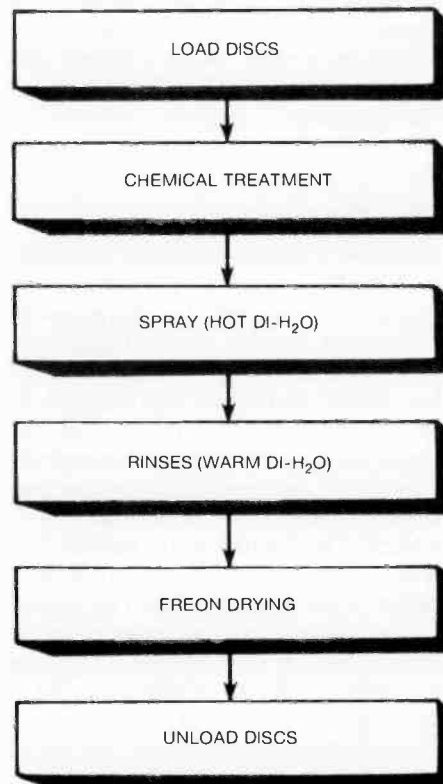 LOAD DISCS
CHEMICAL TREATMENT
SPRAY (HOT DI-H₂O)
RINSES (WARM DI-H₂O)
FREON DRYING
UNLOAD DISCS